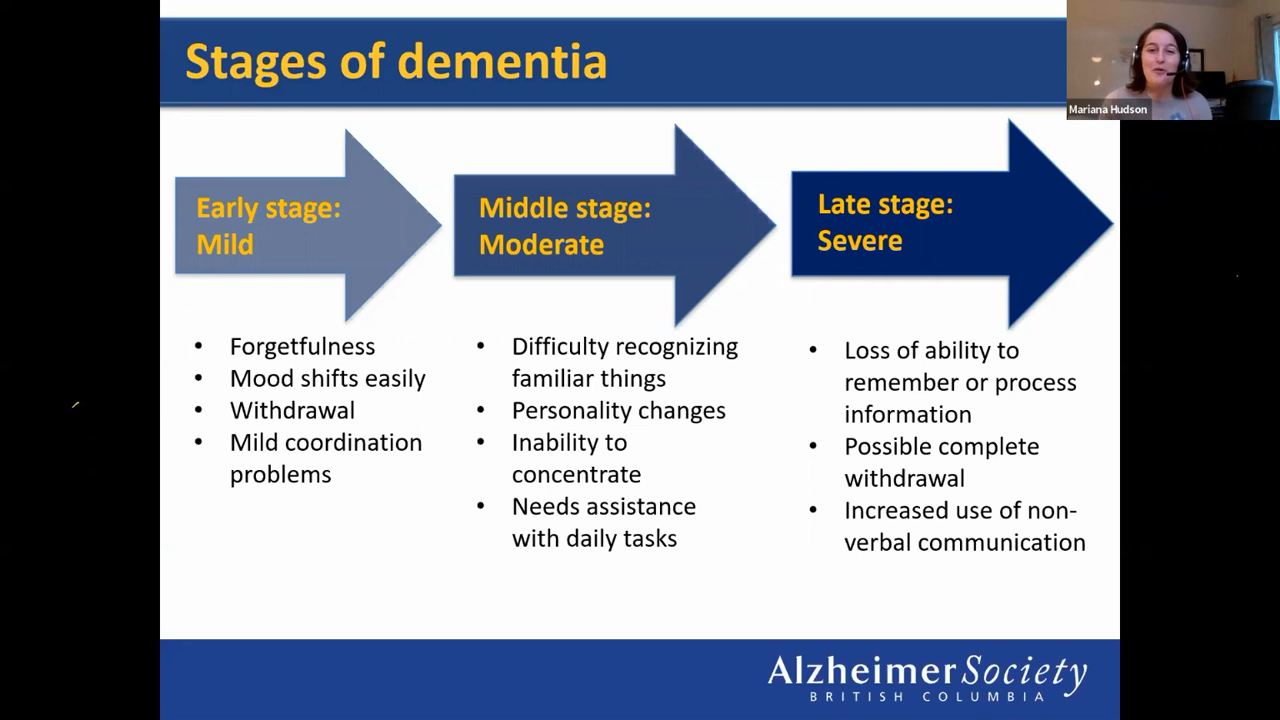 Stages of dementia
Mariana Hudson
Early stage:
Mild
Middle stage:
Moderate
Late stage:
Severe
• Forgetfulness
• Mood shifts easily
• Withdrawal
• Mild coordination
problems
• Difficulty recognizing
familiar things
• Personality changes
• Inability to
concentrate
• Needs assistance
with daily tasks
• Loss of ability to
remember or process
information
• Possible complete
withdrawal
• Increased use of non-
verbal communication
AlzheimerSociety
BRITISH COLUMBIA